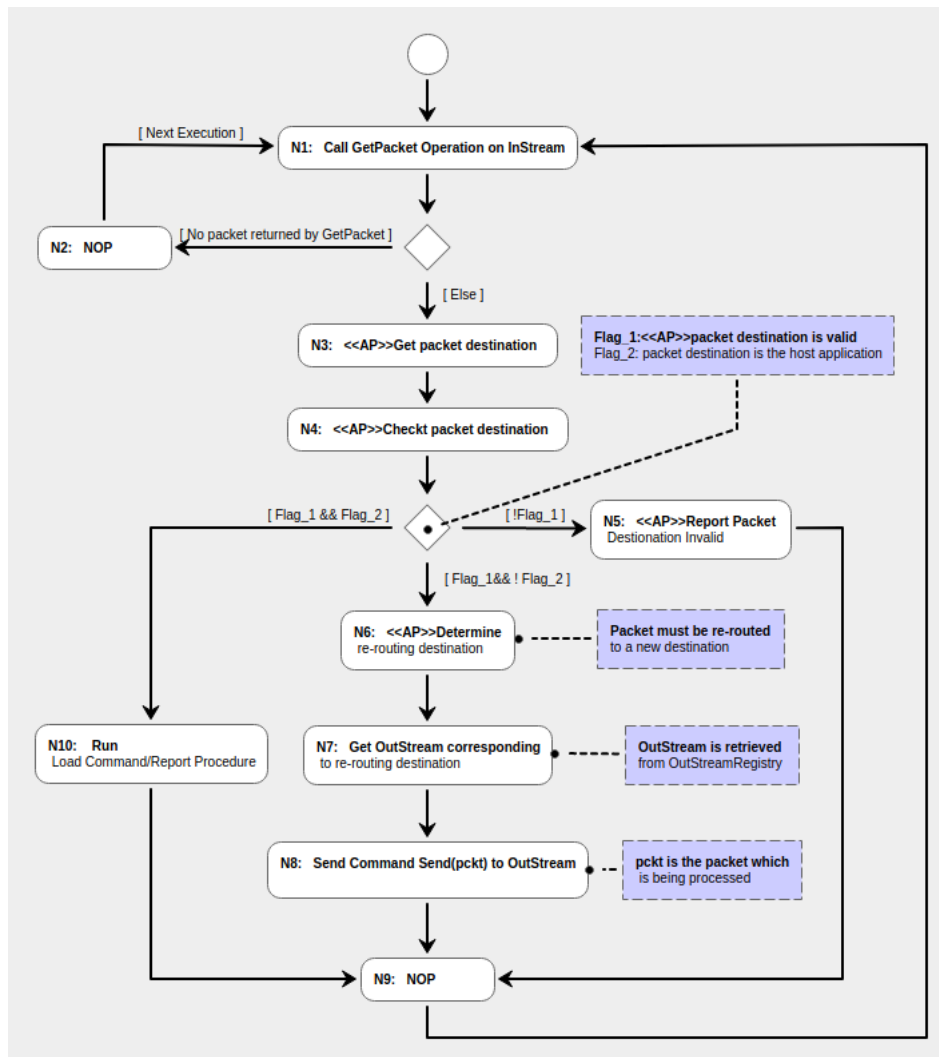 [ Next Execution ]
N1: Call GetPacket Operation on InStream
[ No packet returned by GetPacket ]
N2: NOP
[ Else ]
N3: <<AP>>Get packet destination
Flag_1:<<AP>>packet destination is valid
Flag_2: packet destination is the host application
N4: <<AP>>Checkt packet destination
[ Flag_1 && Flag_2 ]
[ !Flag_1 ]
N5: <<AP>>Report Packet
Destionation Invalid
[ Flag_1&& ! Flag_2 ]
N6: <<AP>>Determine
re-routing destination
Packet must be re-routed
to a new destination
N10: Run
Load Command/Report Procedure
N7: Get OutStream corresponding
to re-routing destination
OutStream is retrieved
from OutStreamRegistry
N8: Send Command Send(pckt) to OutStream
pckt is the packet which
is being processed
N9: NOP